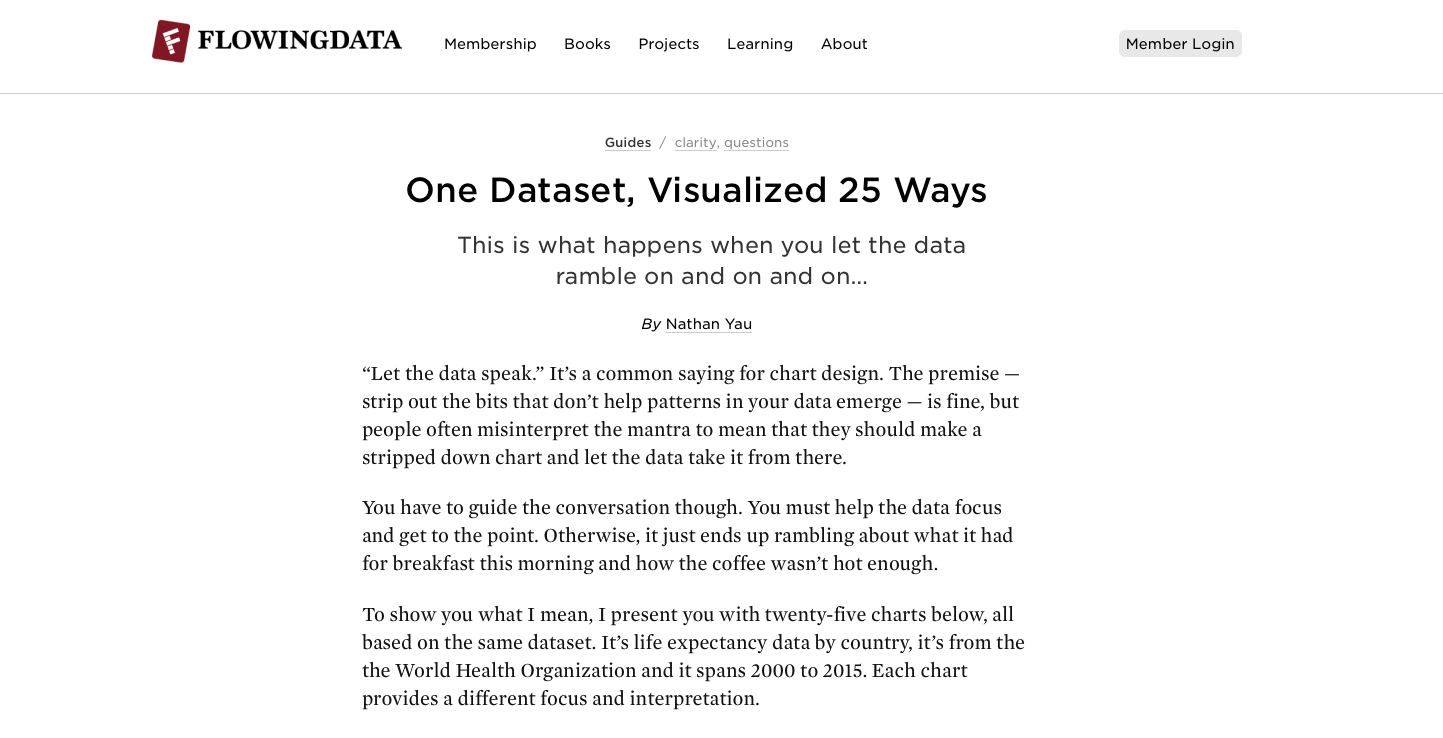 FLOWINGDATA
Membership Books Projects Learning About
Member Login
Guides / clarity, questions
One Dataset, Visualized 25 Ways
This is what happens when you let the data
ramble on and on and on…
By Nathan Yau
“Let the data speak.” It’s a common saying for chart design. The premise —
strip out the bits that don’t help patterns in your data emerge — is fine, but
people often misinterpret the mantra to mean that they should make a
stripped down chart and let the data take it from there.
You have to guide the conversation though. You must help the data focus
and get to the point. Otherwise, it just ends up rambling about what it had
for breakfast this morning and how the coffee wasn’t hot enough.
To show you what I mean, I present you with twenty-five charts below, all
based on the same dataset. It’s life expectancy data by country, it’s from the
the World Health Organization and it spans 2000 to 2015. Each chart
provides a different focus and interpretation.